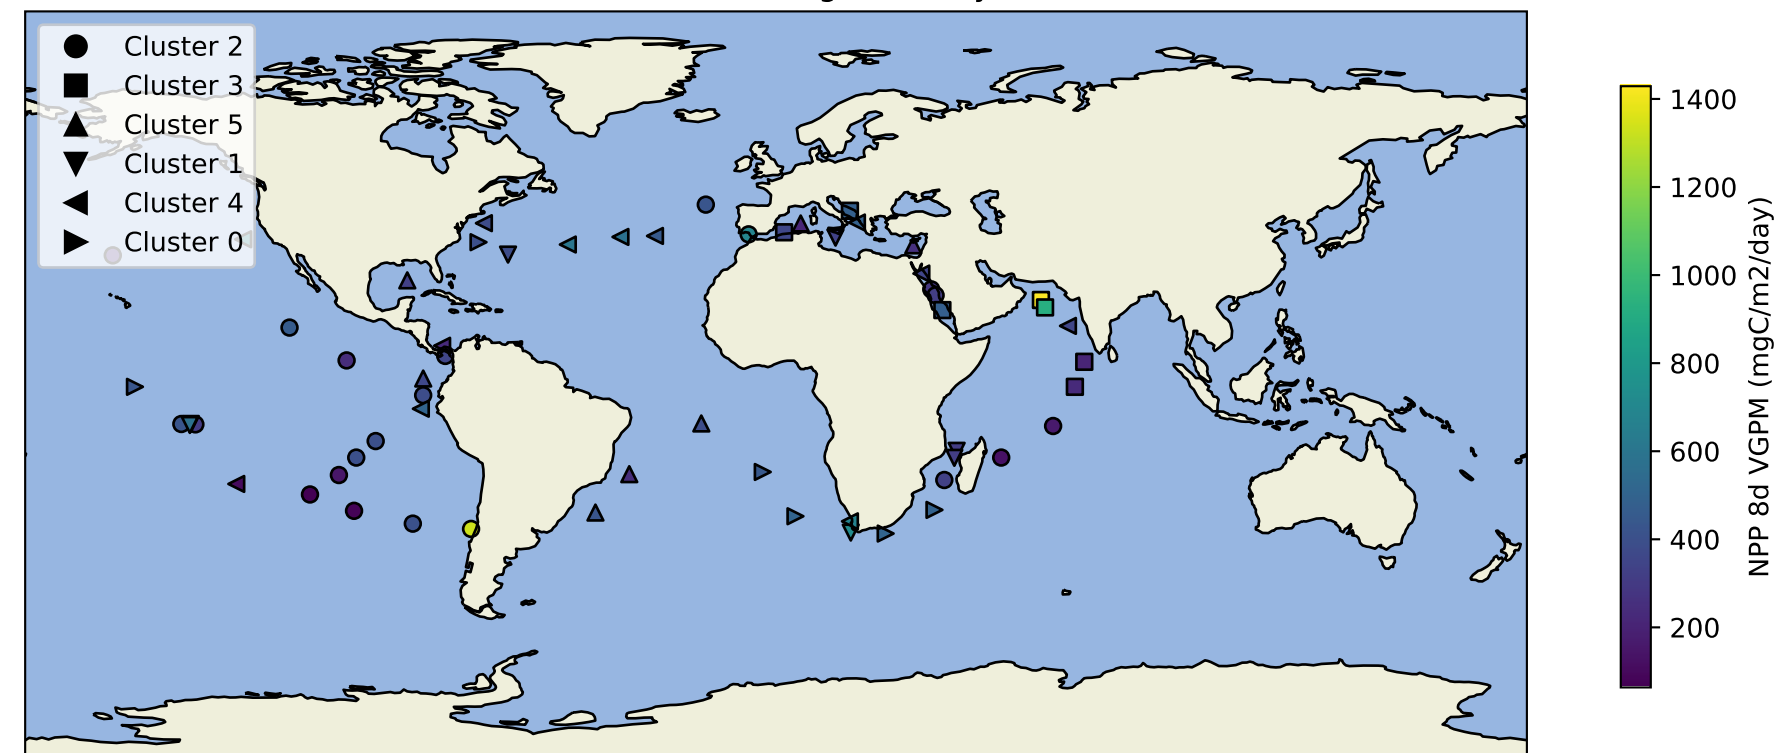 Cluster 2
Cluster 3
Cluster 5
Cluster 1
Cluster 4
Cluster 0
1400
1200
1000
800
600
400
200
NPP 8d VGPM (mgC/m2/day)